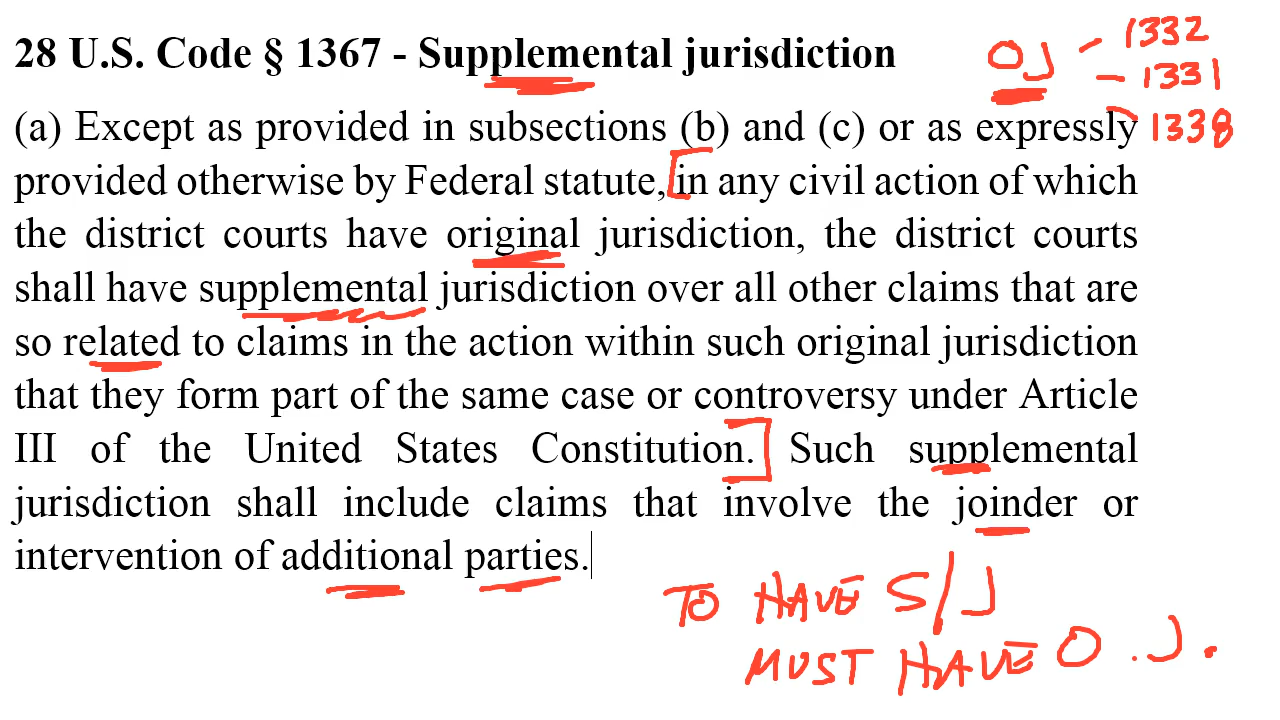 28 U.S. Code § 1367 - Supplemental jurisdiction
OJ - 1332
- 1331
- 1338
(a) Except as provided in subsections (b) and (c) or as expressly
provided otherwise by Federal statute, [in any civil action of which
the district courts have original jurisdiction, the district courts
shall have supplemental jurisdiction over all other claims that are
so related to claims in the action within such original jurisdiction
that they form part of the same case or controversy under Article
III of the United States Constitution.] Such supplemental
jurisdiction shall include claims that involve the joinder or
intervention of additional parties.
TO HAVE S/J
MUST HAVE O.J.